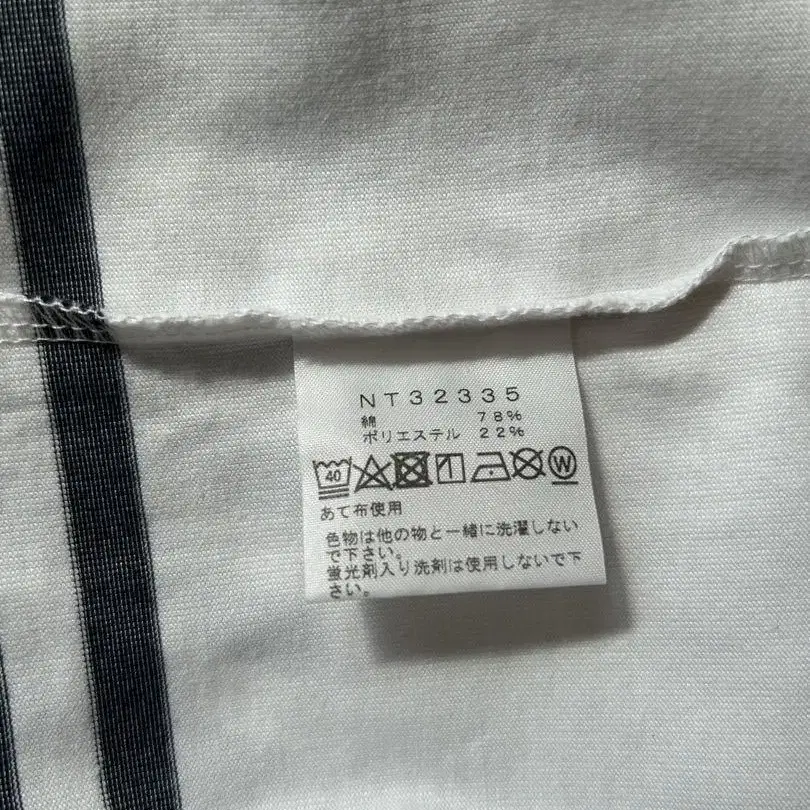 NT32335
綿 78%
ポリエステル 22%
40 W
あて布使用
色物は他の物と一緒に洗濯しない
で下さい。
蛍光剤入り洗剤は使用しないで下
さい。